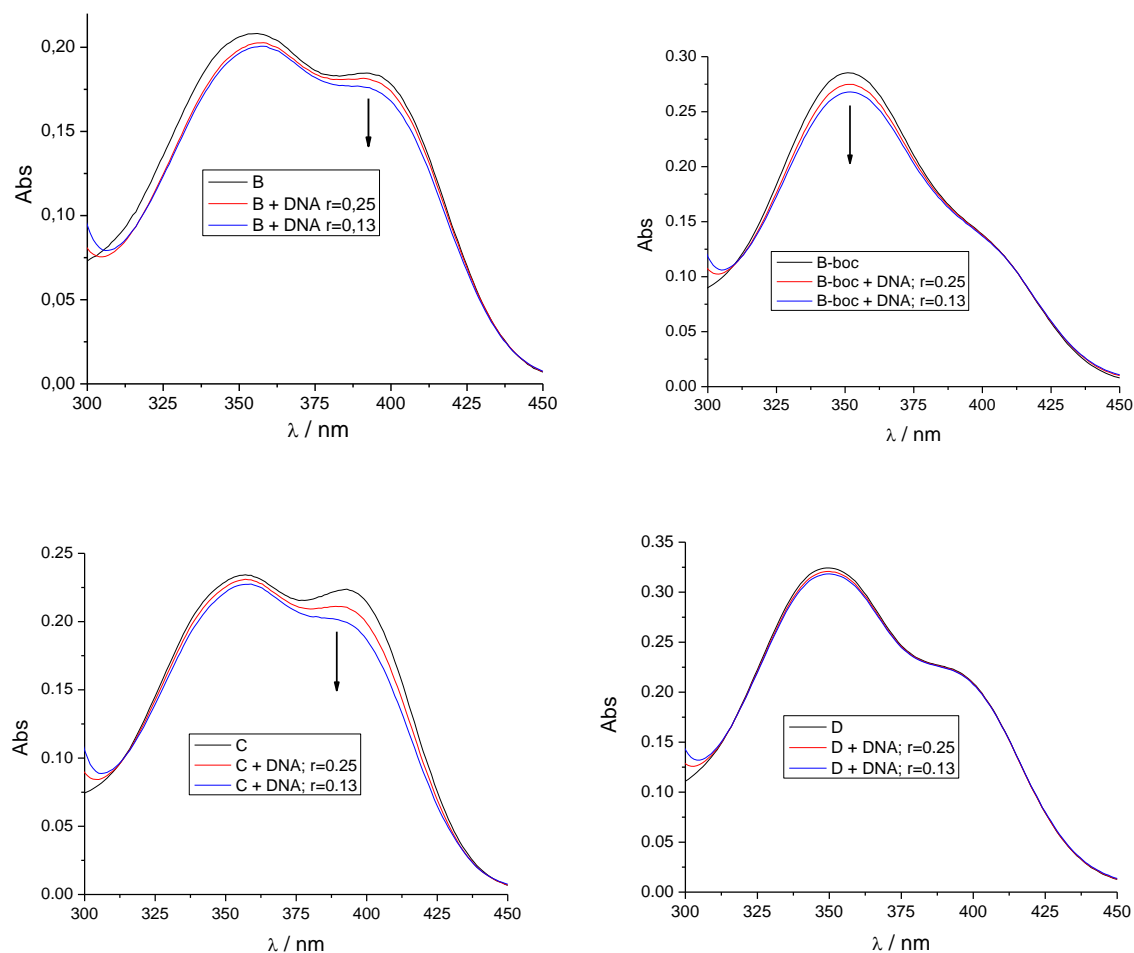 0,20
0,15
0,10
0,05
0,00
Abs
B
B + DNA r=0,25
B + DNA r=0,13
300 325 350 375 400 425 450
λ / nm
0.30
0.25
0.20
0.15
0.10
0.05
0.00
Abs
B-boc
B-boc + DNA; r=0.25
B-boc + DNA; r=0.13
300 325 350 375 400 425 450
λ / nm
0.25
0.20
0.15
0.10
0.05
0.00
Abs
C
C + DNA; r=0.25
C + DNA; r=0.13
300 325 350 375 400 425 450
λ / nm
0.35
0.30
0.25
0.20
0.15
0.10
0.05
0.00
Abs
D
D + DNA; r=0.25
D + DNA; r=0.13
300 325 350 375 400 425 450
λ / nm